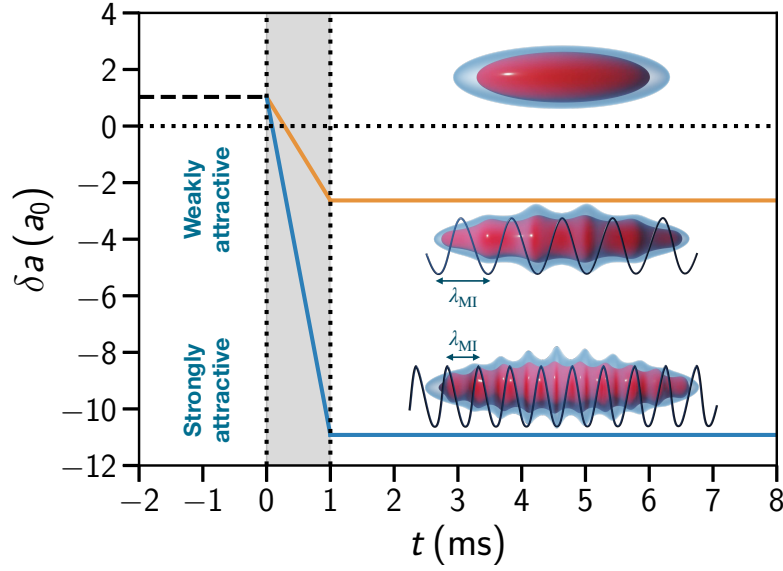 4
2
0
−2
−4
−6
−8
−10
−12
δa (a₀)
Weakly
attractive
Strongly
attractive
λMI
λMI
−2 −1 0 1 2 3 4 5 6 7 8
t (ms)